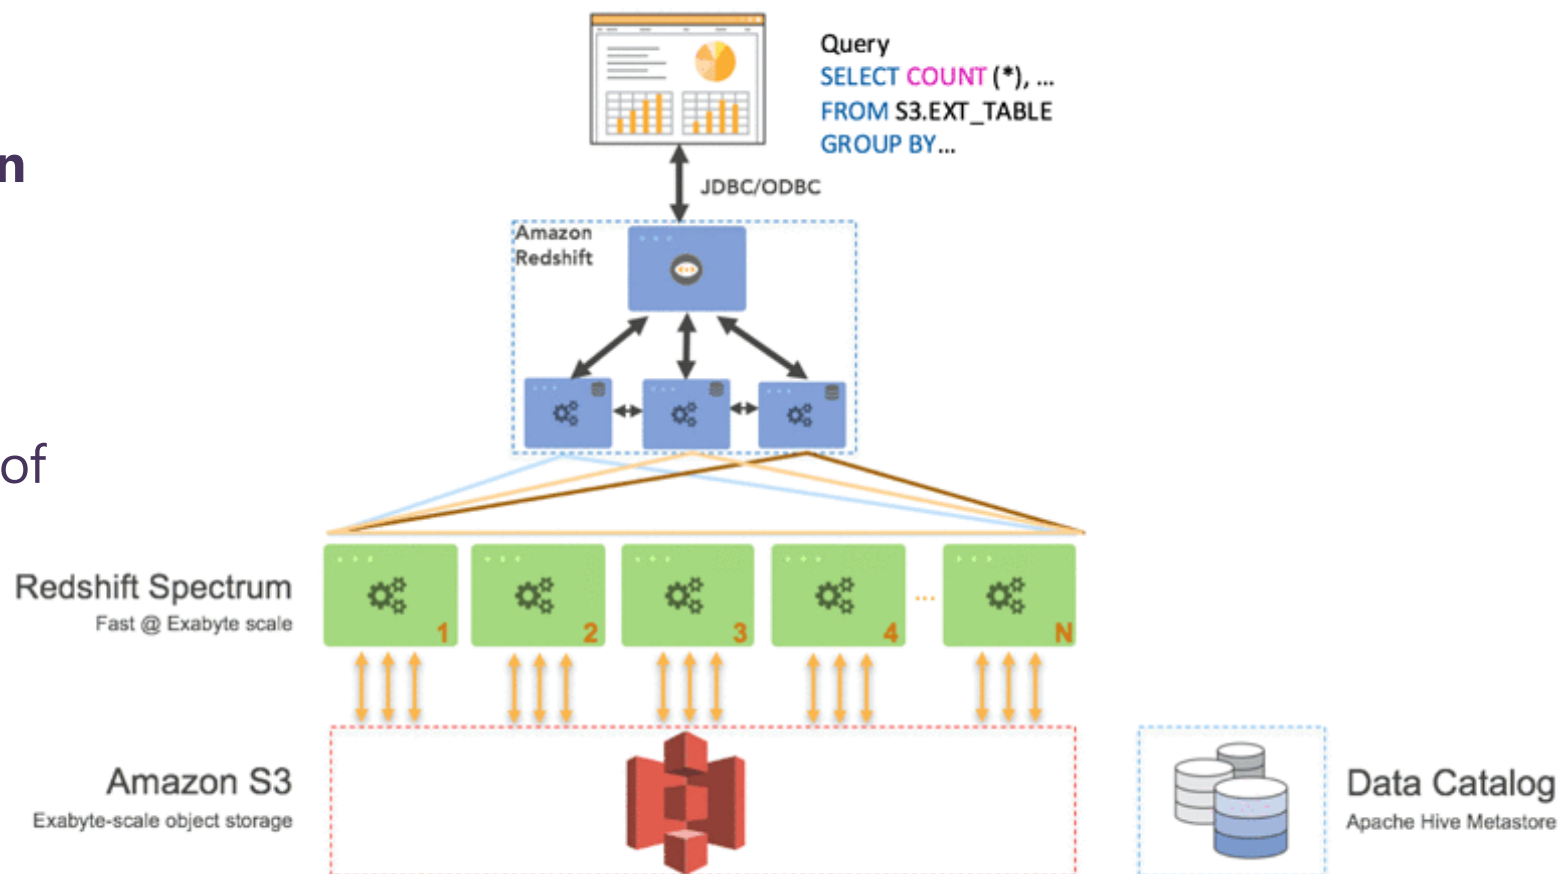 n
of
Query
SELECT COUNT (*), ...
FROM S3.EXT_TABLE
GROUP BY...
JDBC/ODBC
Amazon
Redshift
Redshift Spectrum
Fast @ Exabyte scale
1
2
3
4
...
N
Amazon S3
Exabyte-scale object storage
Data Catalog
Apache Hive Metastore